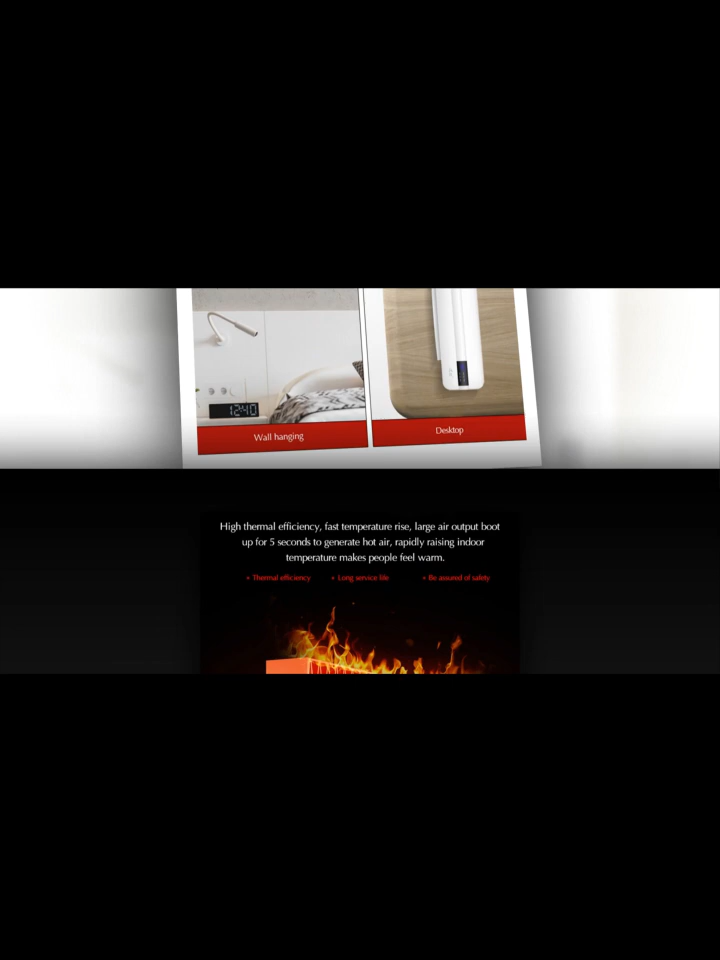 12:40
Wall hanging
Desktop
High thermal efficiency, fast temperature rise, large air output boot
up for 5 seconds to generate hot air, rapidly raising indoor
temperature makes people feel warm.
+ Thermal efficiency + Long service life + Be assured of safety